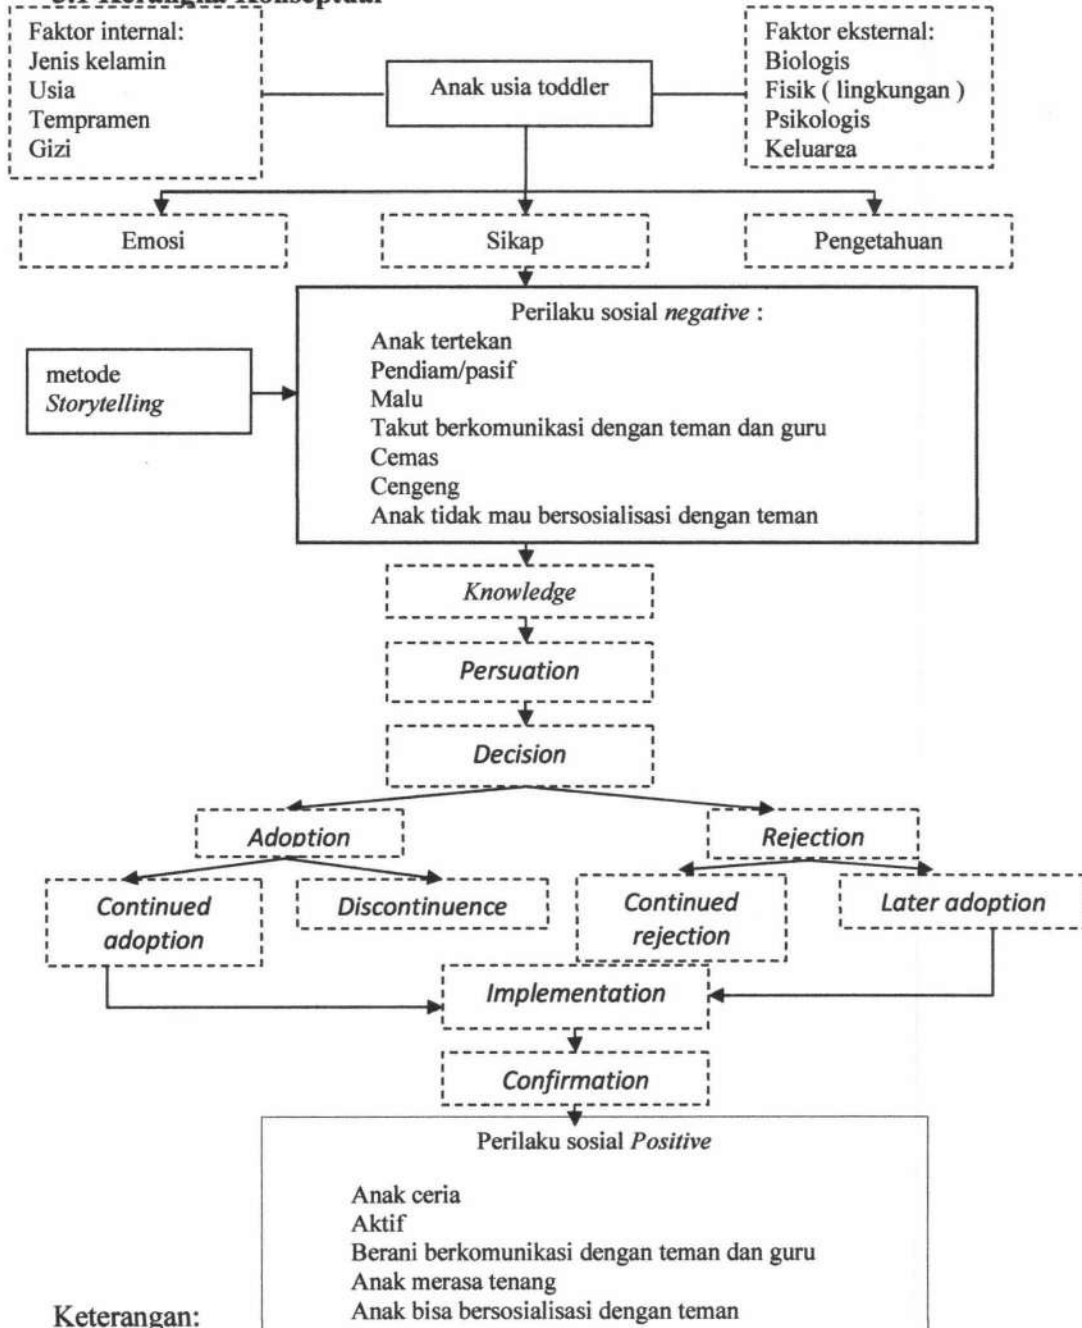 3.1 Kerangka Konseptual
Faktor internal:
Jenis kelamin
Usia
Tempramen
Gizi
Anak usia toddler
Faktor eksternal:
Biologis
Fisik ( lingkungan )
Psikologis
Keluarga
Emosi
Sikap
Pengetahuan
metode
Storytelling
Perilaku sosial negative :
Anak tertekan
Pendiam/pasif
Malu
Takut berkomunikasi dengan teman dan guru
Cemas
Cengeng
Anak tidak mau bersosialisasi dengan teman
Knowledge
Persuation
Decision
Adoption
Rejection
Continued
adoption
Discontinuence
Continued
rejection
Later adoption
Implementation
Confirmation
Perilaku sosial Positive
Anak ceria
Aktif
Berani berkomunikasi dengan teman dan guru
Anak merasa tenang
Anak bisa bersosialisasi dengan teman
Keterangan: